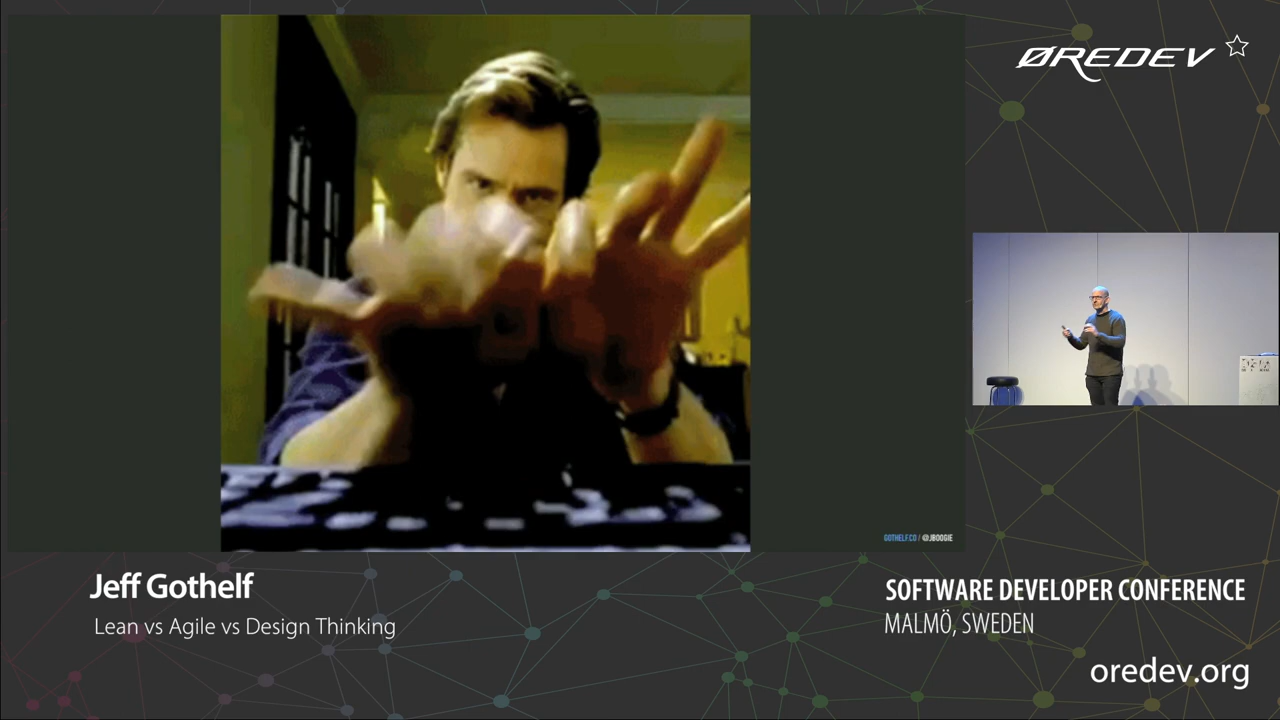 ØREDEV
GOTHELF.CO / @JBOOGIE
Jeff Gothelf
Lean vs Agile vs Design Thinking
SOFTWARE DEVELOPER CONFERENCE
MALMÖ, SWEDEN
oredev.org